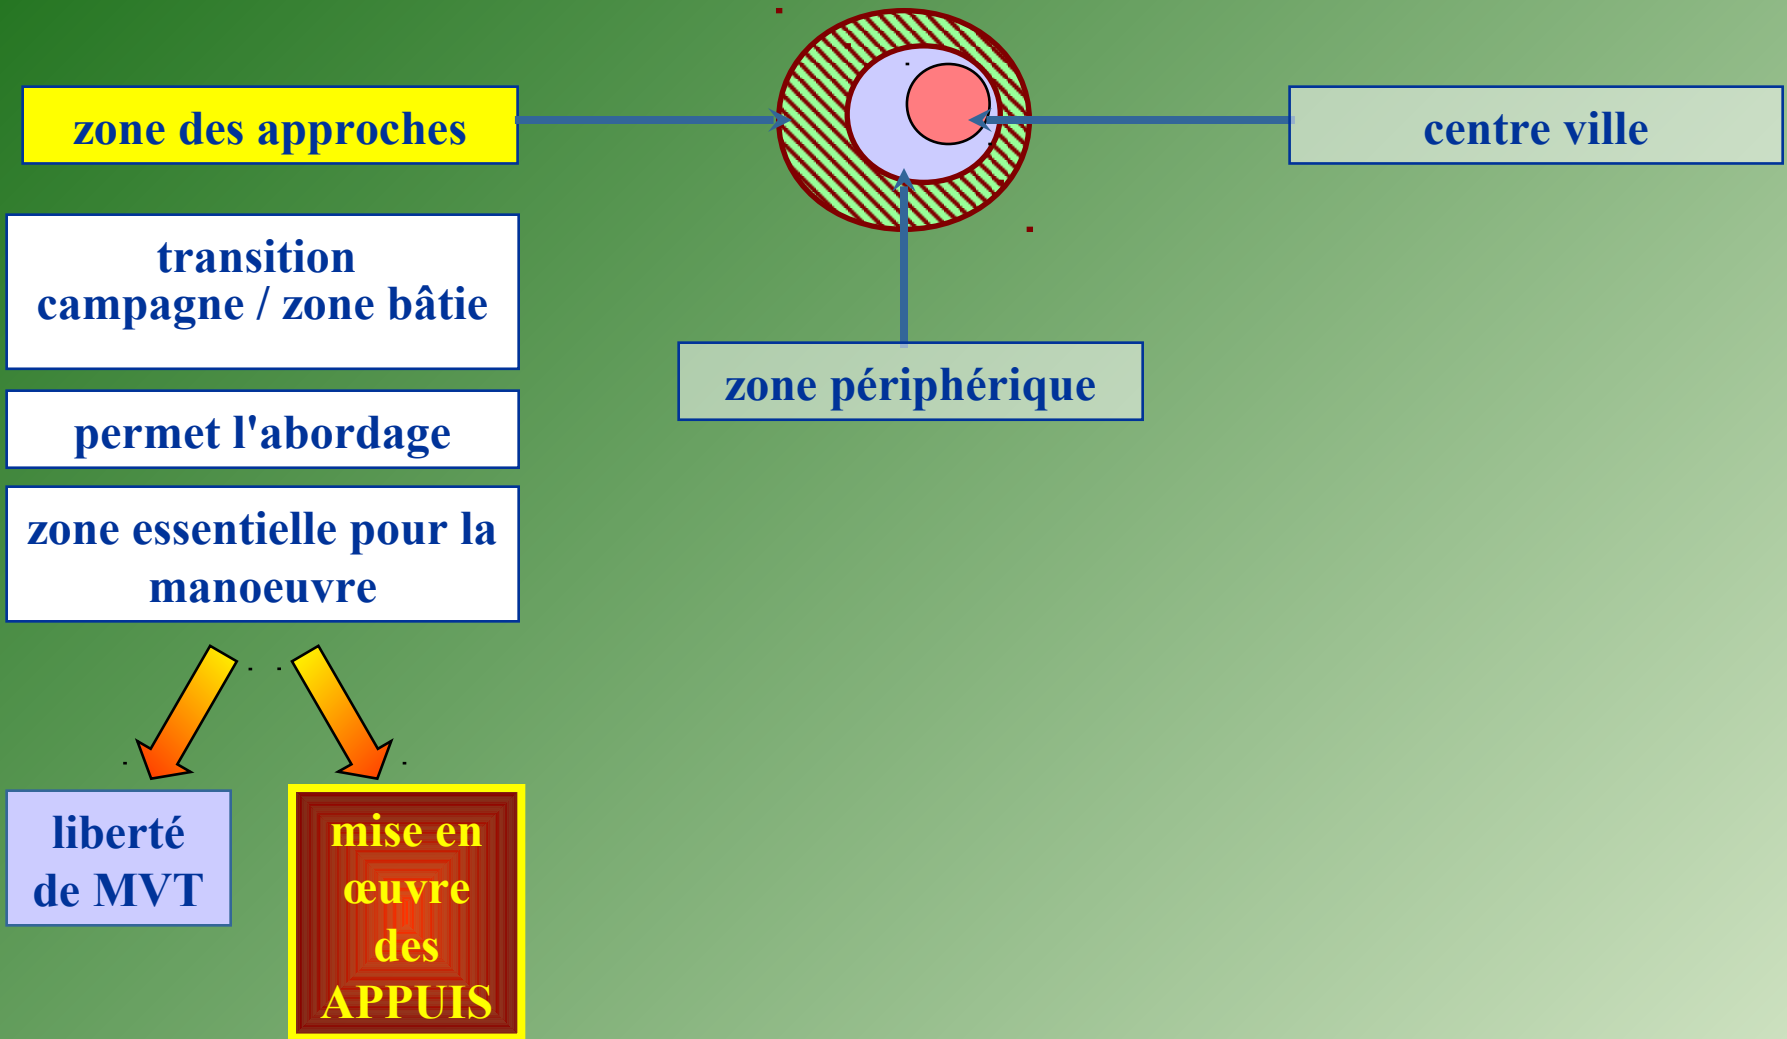 zone des approches
centre ville
transition
campagne / zone bâtie
zone périphérique
permet l'abordage
zone essentielle pour la
manoeuvre
liberté
de MVT
mise en
œuvre
des
APPUIS